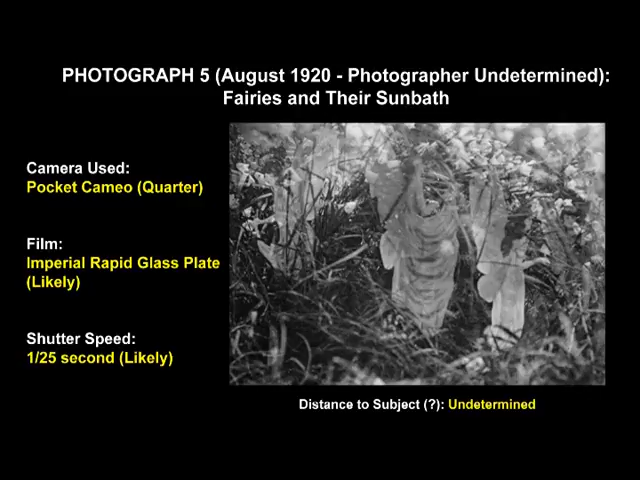 PHOTOGRAPH 5 (August 1920 - Photographer Undetermined):
Fairies and Their Sunbath
Camera Used:
Pocket Cameo (Quarter)
Film:
Imperial Rapid Glass Plate
(Likely)
Shutter Speed:
1/25 second (Likely)
Distance to Subject (?): Undetermined